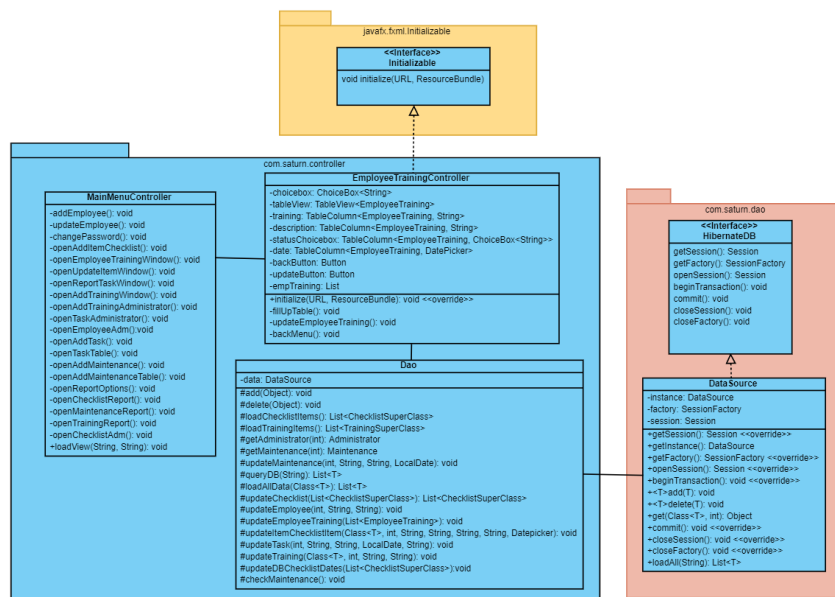 javafx.fxml.Initializable
<<Interface>>
Initializable
void initialize(URL, ResourceBundle)
com.saturn.controller
MainMenuController
-addEmployee(): void
-updateEmployee(): void
-changePassword(): void
-openAddItemChecklist(): void
-openEmployeeTrainingWindow(): void
-openUpdateItemWindow(): void
-openReportTaskWindow(): void
-openAddTrainingWindow(): void
-openAddTrainingAdministrator(): void
-openTaskAdministrator(): void
-openEmployeeAdm():void
-openAddTask(): void
-openTaskTable(): void
-openAddMaintenance(): void
-openAddMaintenanceTable(): void
-openReportOptions(): void
-openChecklistReport(): void
-openMaintenanceReport(): void
-openTrainingReport(): void
-openChecklistAdm(): void
+loadView(String, String): void
EmployeeTrainingController
-choicebox: ChoiceBox<String>
-tableView: TableView<EmployeeTraining>
-training: TableColumn<EmployeeTraining, String>
-description: TableColumn<EmployeeTraining, String>
-statusChoicebox: TableColumn<EmployeeTraining, ChoiceBox<String>>
-date: TableColumn<EmployeeTraining, DatePicker>
-backButton: Button
-updateButton: Button
-empTraining: List
+initialize(URL, ResourceBundle): void <<override>>
-fillUpTable(): void
-updateEmployeeTraining(): void
-backMenu(): void
Dao
-data: DataSource
#add(Object): void
#delete(Object): void
#loadChecklistItems(): List<ChecklistSuperClass>
#loadTrainingItems(): List<TrainingSuperClass>
#getAdministrator(int): Administrator
#getMaintenance(int): Maintenance
#updateMaintenance(int, String, String, LocalDate): void
#queryDB(String): List<T>
#loadAllData(Class<T>): List<T>
#updateChecklist(List<ChecklistSuperClass>): List<ChecklistSuperClass>
#updateEmployee(int, String, String): void
#updateEmployeeTraining(List<EmployeeTraining>): void
#updateItemChecklistItem(Class<T>, int, String, String, String, String, Datepicker): void
#updateTask(int, String, String, LocalDate, String): void
#updateTraining(Class<T>, int, String, String): void
#updateDBChecklistDates(List<ChecklistSuperClass>):void
#checkMaintenance(): void
com.saturn.dao
<<Interface>>
HibernateDB
getSession(): Session
getFactory(): SessionFactory
openSession(): Session
beginTransaction(): void
commit(): void
closeSession(): void
closeFactory(): void
DataSource
-instance: DataSource
-factory: SessionFactory
-session: Session
+getSession(): Session <<override>>
+getInstance(): DataSource
+getFactory(): SessionFactory <<override>>
+openSession(): Session <<override>>
+beginTransaction(): void <<override>>
+<T>add(T): void
+<T>delete(T): void
+get(Class<T>, int): Object
+commit(): void <<override>>
+closeSession(): void <<override>>
+closeFactory(): void <<override>>
+loadAll(String): List<T>